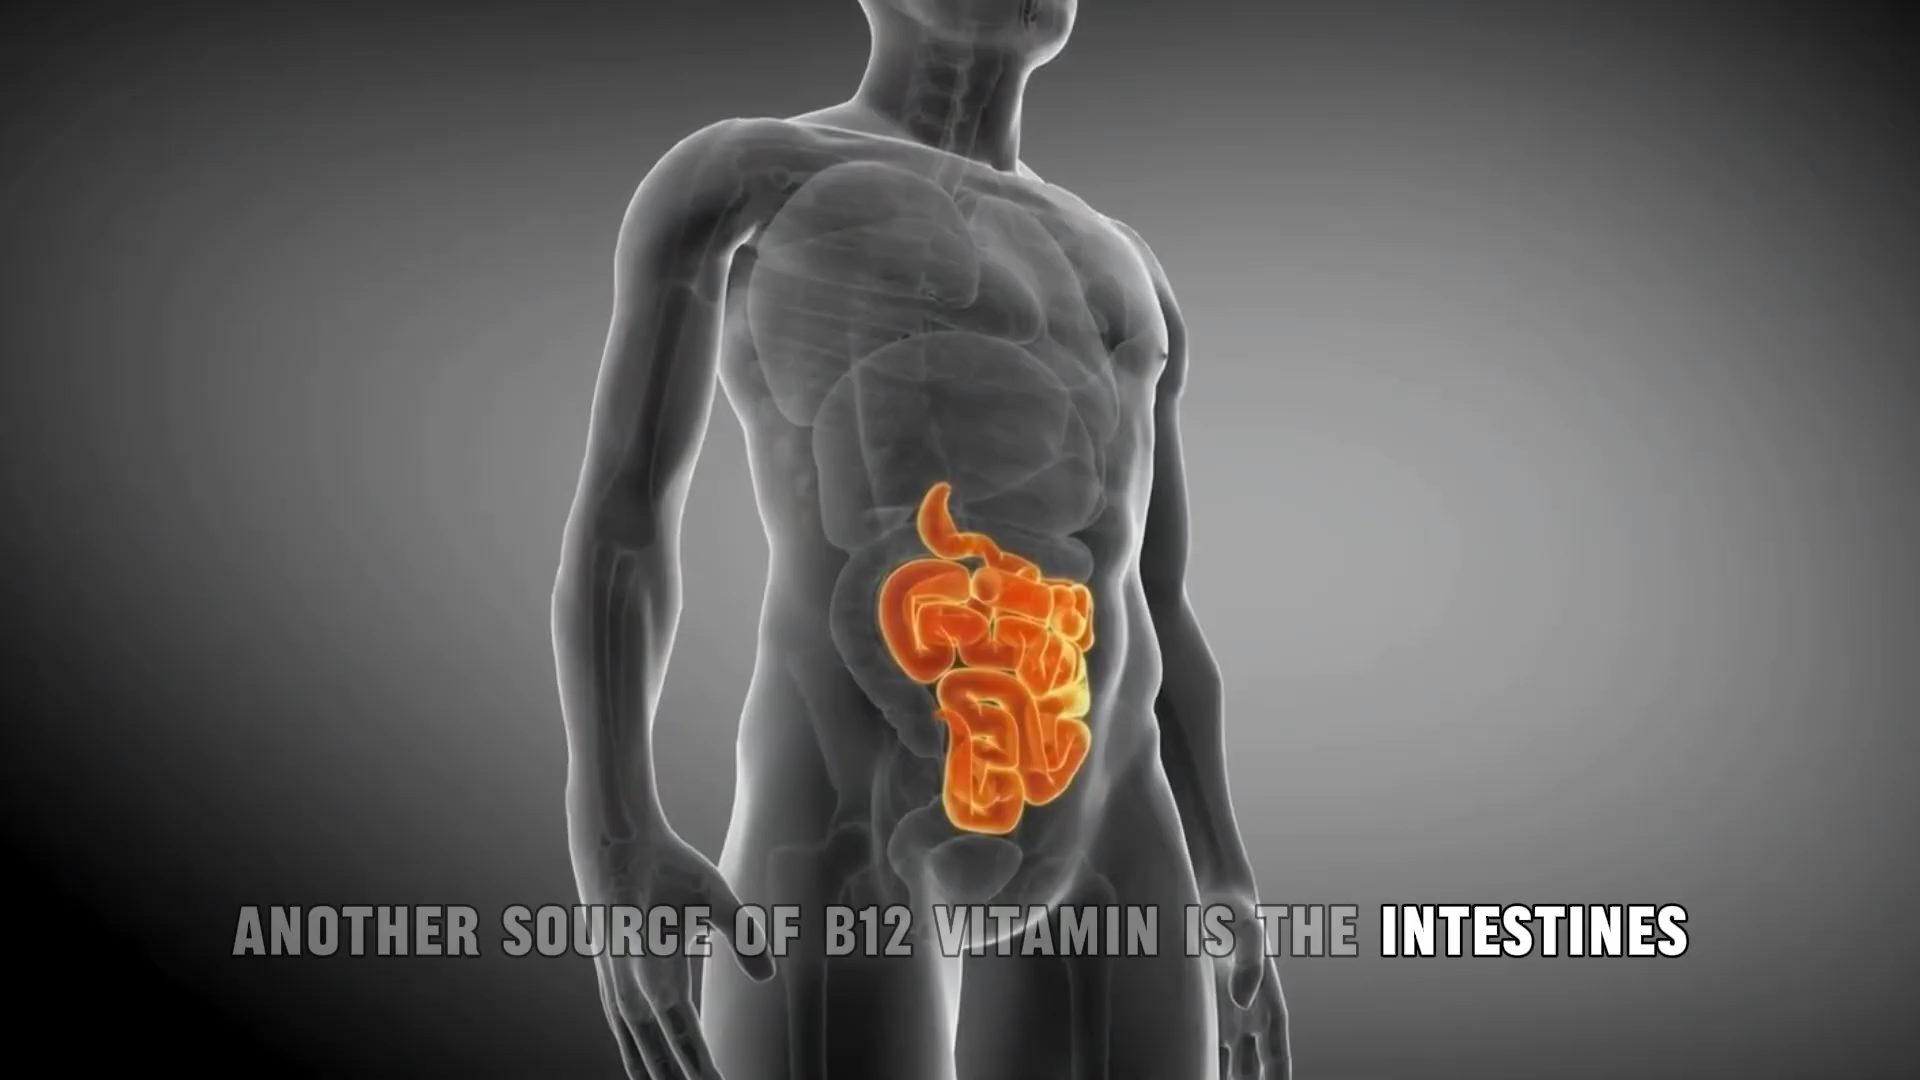 ANOTHER SOURCE OF B12 VITAMIN IS THE INTESTINES